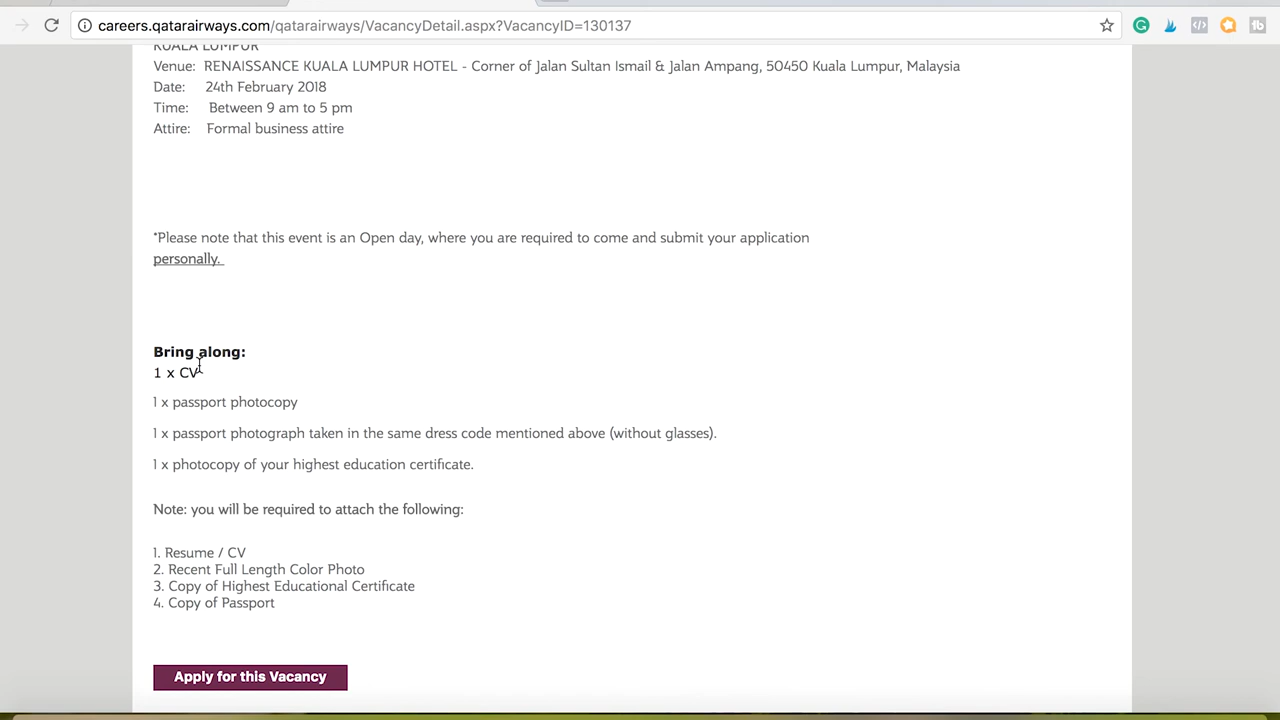 careers.qatarairways.com/qatarairways/VacancyDetail.aspx?VacancyID=130137
KUALA LUMPUR
Venue: RENAISSANCE KUALA LUMPUR HOTEL - Corner of Jalan Sultan Ismail & Jalan Ampang, 50450 Kuala Lumpur, Malaysia
Date: 24th February 2018
Time: Between 9 am to 5 pm
Attire: Formal business attire
*Please note that this event is an Open day, where you are required to come and submit your application
personally.
Bring along:
1 x CV
1 x passport photocopy
1 x passport photograph taken in the same dress code mentioned above (without glasses).
1 x photocopy of your highest education certificate.
Note: you will be required to attach the following:
1. Resume / CV
2. Recent Full Length Color Photo
3. Copy of Highest Educational Certificate
4. Copy of Passport
Apply for this Vacancy